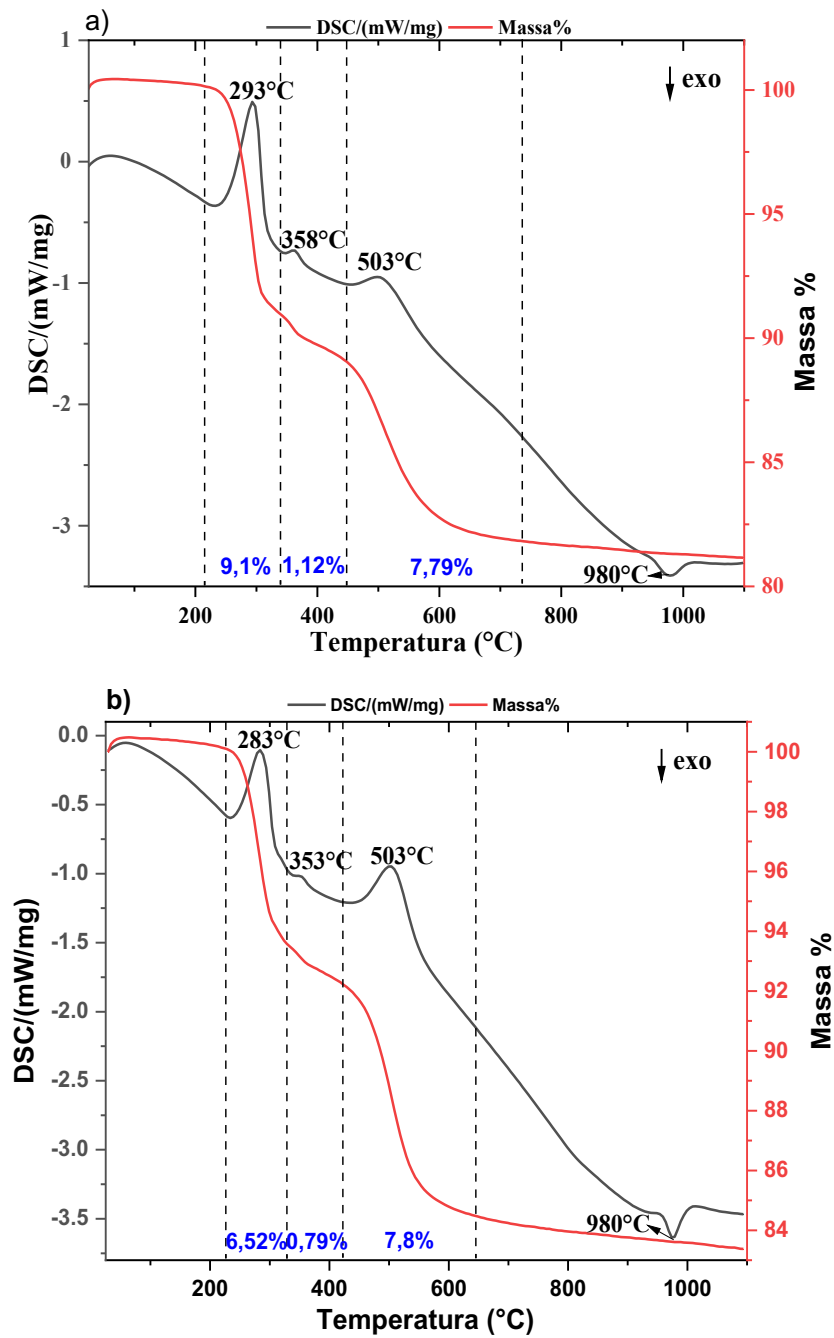 a)
DSC/(mW/mg) Massa%
1
0
-1
-2
-3
DSC/(mW/mg)
100
95
90
85
80
Massa %
exo
293°C
358°C
503°C
980°C
9,1% 1,12% 7,79%
200 400 600 800 1000
Temperatura (°C)
b)
DSC/(mW/mg) Massa%
0.0
-0.5
-1.0
-1.5
-2.0
-2.5
-3.0
-3.5
DSC/(mW/mg)
100
98
96
94
92
90
88
86
84
Massa %
exo
283°C
353°C
503°C
980°C
6,52% 0,79% 7,8%
200 400 600 800 1000
Temperatura (°C)